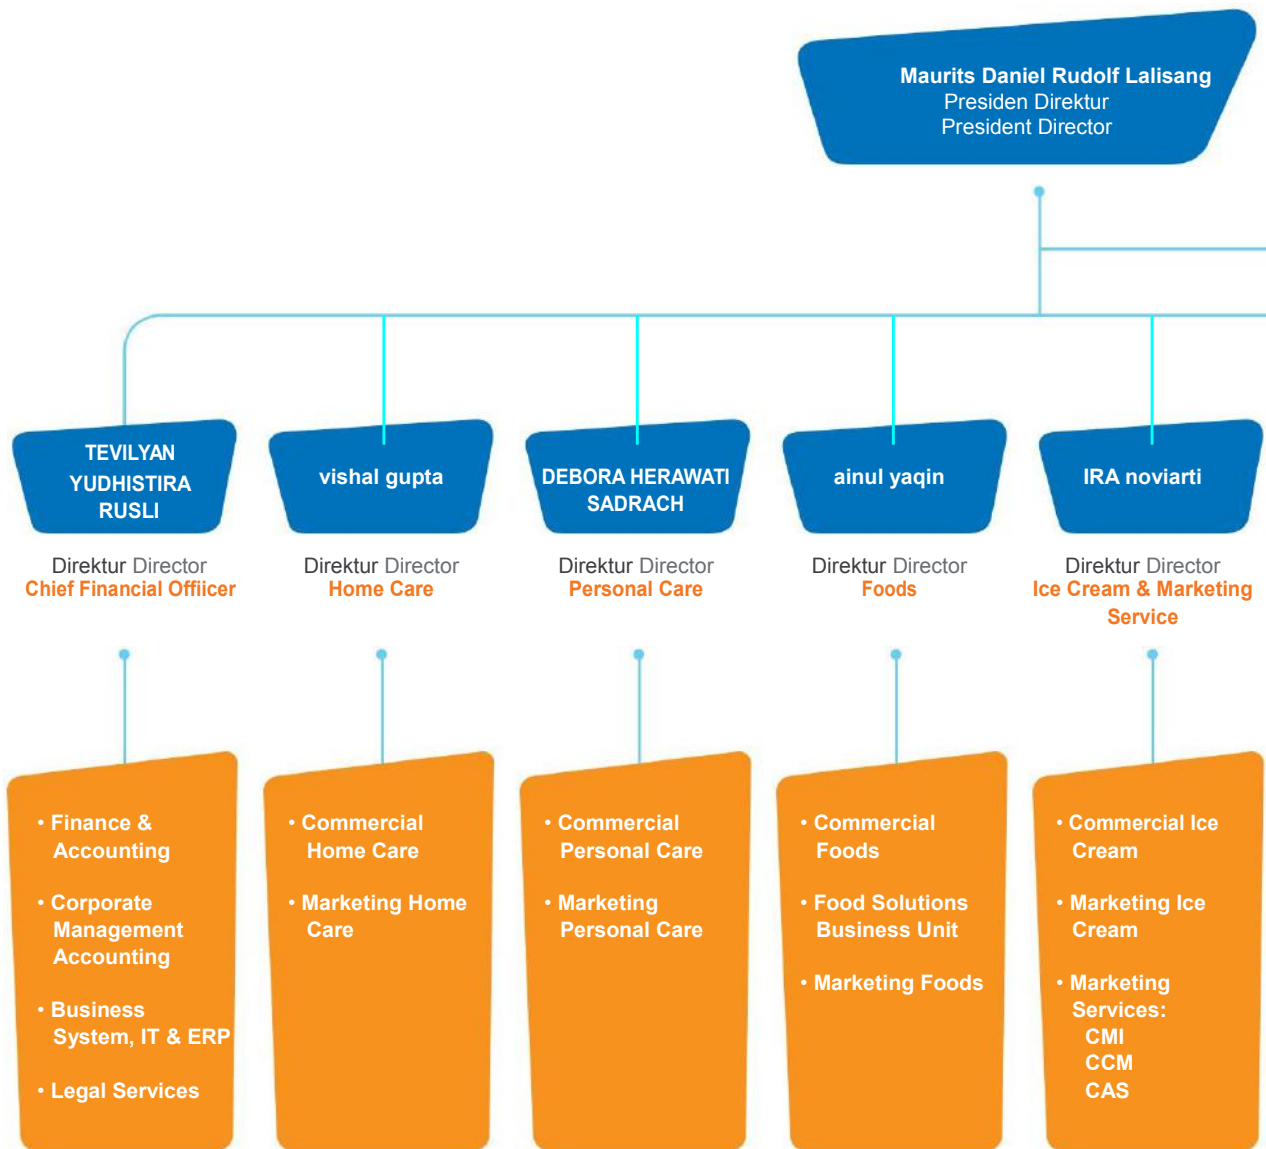 Maurits Daniel Rudolf Lalisang
Presiden Direktur
President Director
TEVILYAN
YUDHISTIRA
RUSLI
Direktur Director
Chief Financial Offiicer
vishal gupta
Direktur Director
Home Care
DEBORA HERAWATI
SADRACH
Direktur Director
Personal Care
ainul yaqin
Direktur Director
Foods
IRA noviarti
Direktur Director
Ice Cream & Marketing
Service
• Finance &
Accounting
• Corporate
Management
Accounting
• Business
System, IT & ERP
• Legal Services
• Commercial
Home Care
• Marketing Home
Care
• Commercial
Personal Care
• Marketing
Personal Care
• Commercial
Foods
• Food Solutions
Business Unit
• Marketing Foods
• Commercial Ice
Cream
• Marketing Ice
Cream
• Marketing
Services:
CMI
CCM
CAS